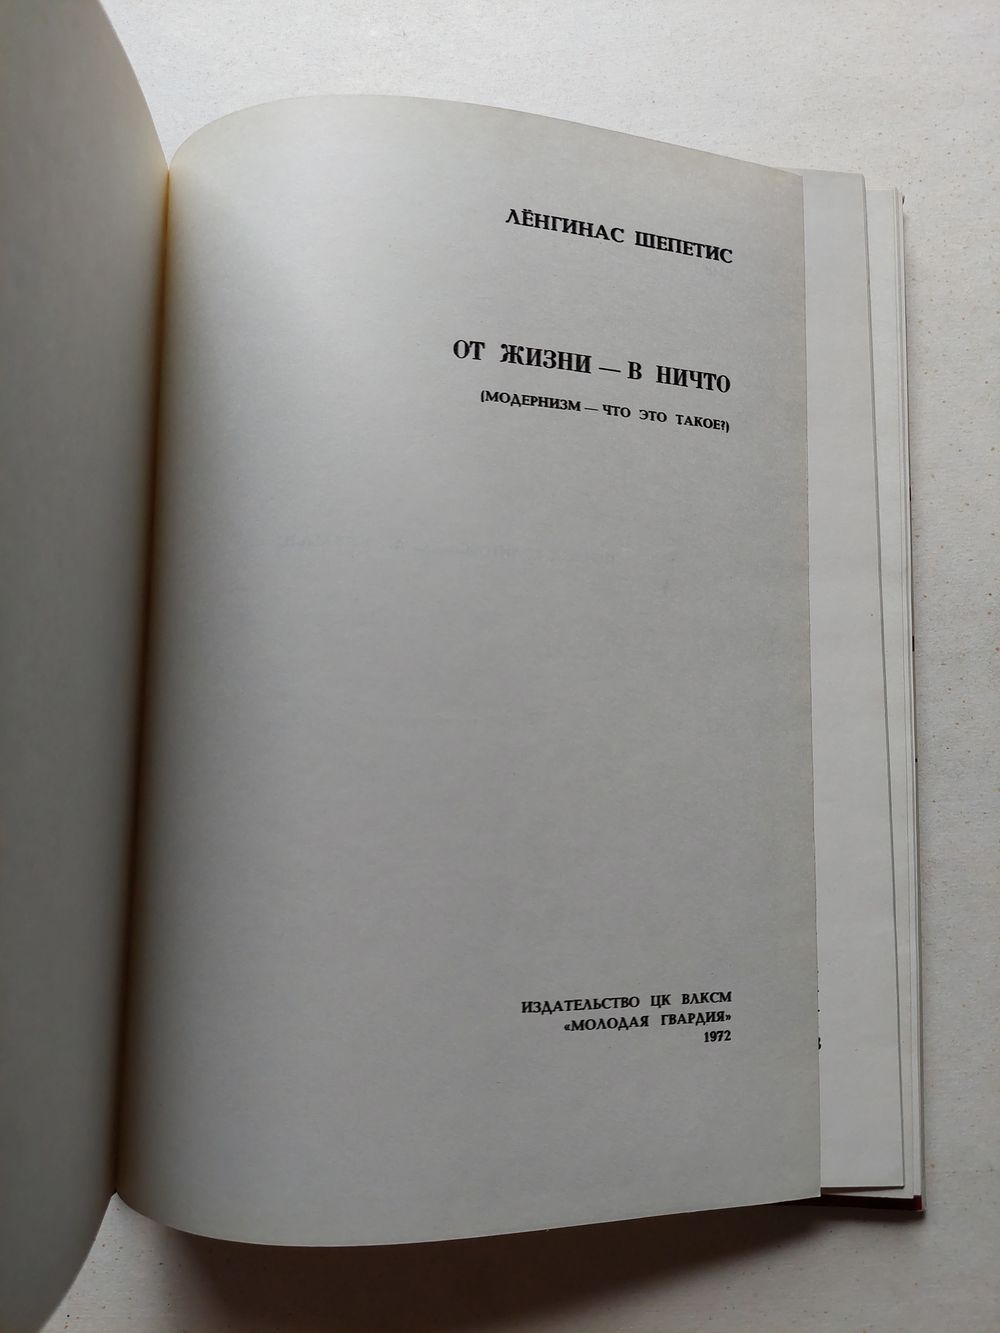 ЛЁНГИНАС ШЕПЕТИС
ОТ ЖИЗНИ — В НИЧТО
(МОДЕРНИЗМ — ЧТО ЭТО ТАКОЕ?)
ИЗДАТЕЛЬСТВО ЦК ВЛКСМ
«МОЛОДАЯ ГВАРДИЯ»
1972